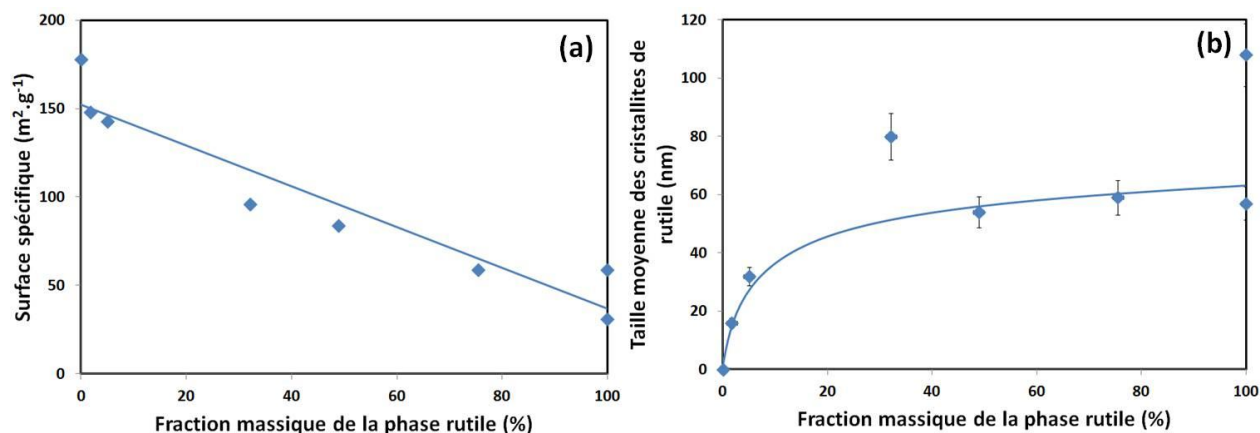 (a)
Surface spécifique (m².g⁻¹)
200
150
100
50
0
0 20 40 60 80 100
Fraction massique de la phase rutile (%)
(b)
Taille moyenne des cristallites de
rutile (nm)
120
100
80
60
40
20
0
0 20 40 60 80 100
Fraction massique de la phase rutile (%)